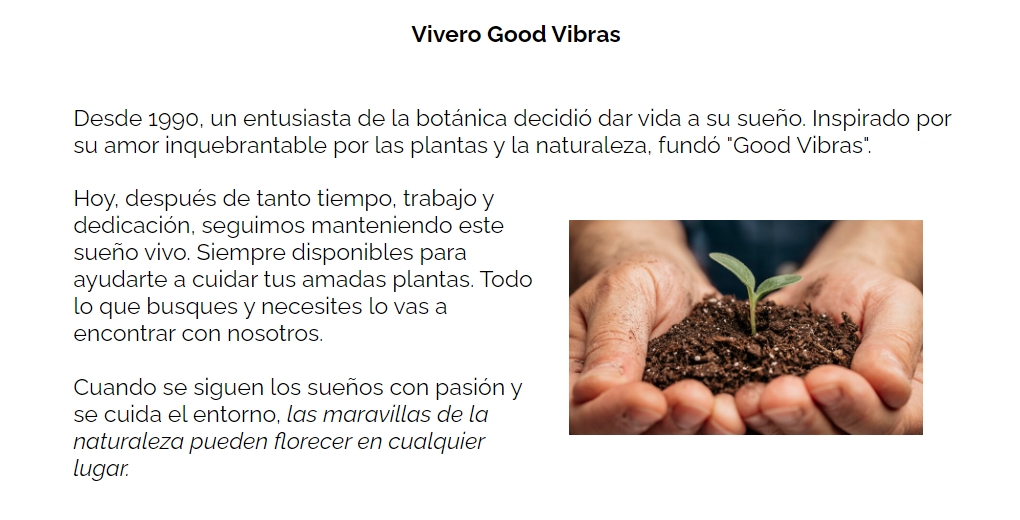 Vivero Good Vibras
Desde 1990, un entusiasta de la botánica decidió dar vida a su sueño. Inspirado por
su amor inquebrantable por las plantas y la naturaleza, fundó "Good Vibras".
Hoy, después de tanto tiempo, trabajo y
dedicación, seguimos manteniendo este
sueño vivo. Siempre disponibles para
ayudarte a cuidar tus amadas plantas. Todo
lo que busques y necesites lo vas a
encontrar con nosotros.
Cuando se siguen los sueños con pasión y
se cuida el entorno, las maravillas de la
naturaleza pueden florecer en cualquier
lugar.